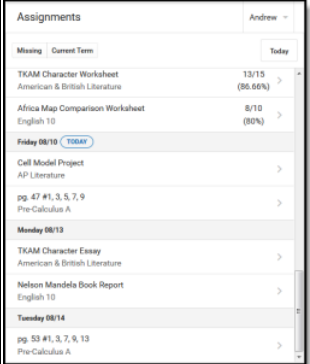 Assignments
Andrew
Missing Current Term
Today
TKAM Character Worksheet 13/15
American & British Literature (86.66%)
Africa Map Comparison Worksheet 8/10
English 10 (80%)
Friday 08/10 TODAY
Cell Model Project
AP Literature
pg. 47 #1, 3, 5, 7, 9
Pre-Calculus A
Monday 08/13
TKAM Character Essay
American & British Literature
Nelson Mandela Book Report
English 10
Tuesday 08/14
pg. 53 #1, 3, 7, 9, 13
Pre-Calculus A